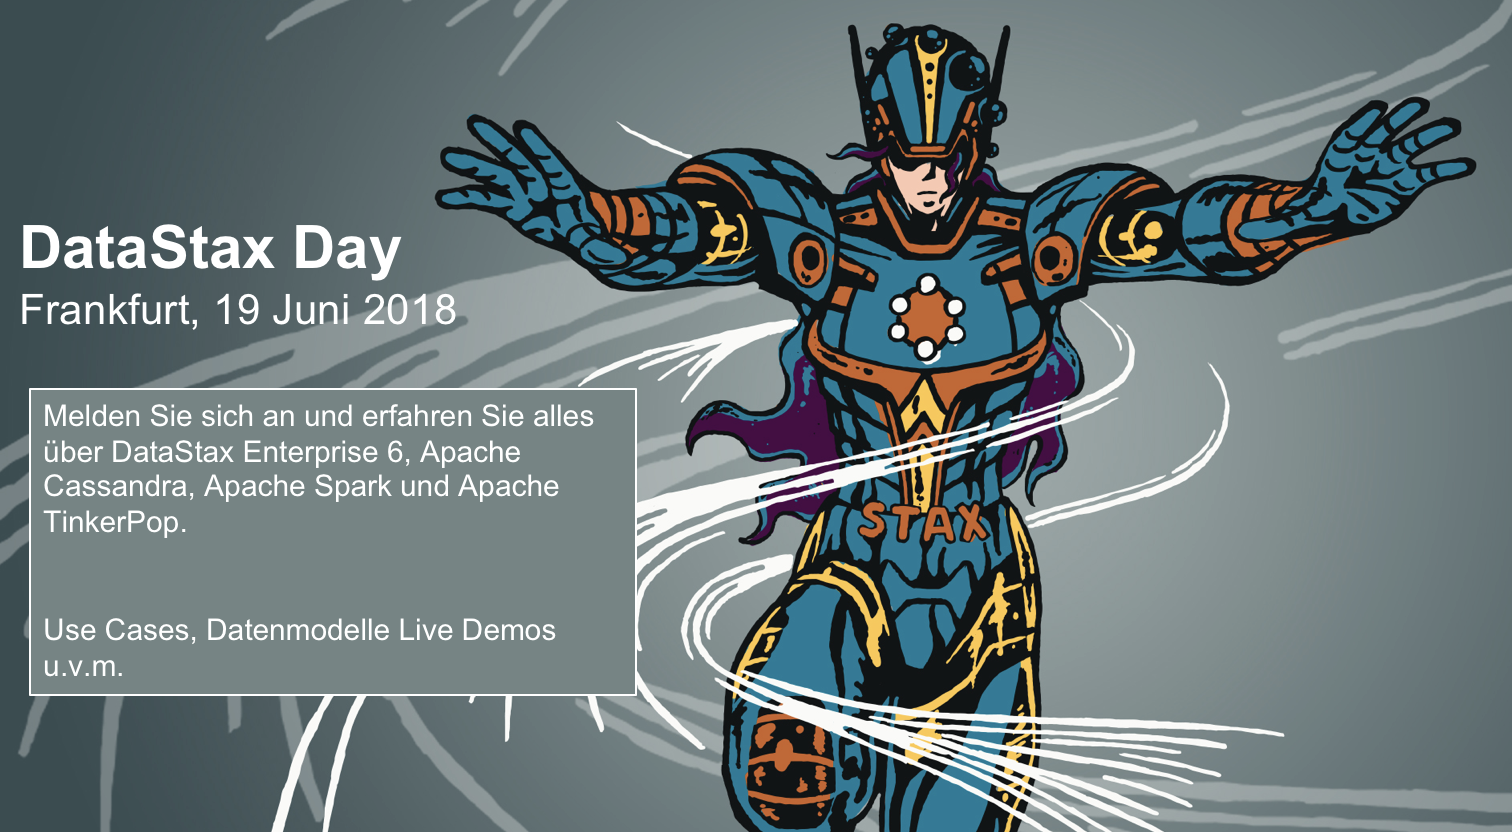 DataStax Day
Frankfurt, 19 Juni 2018
Melden Sie sich an und erfahren Sie alles
über DataStax Enterprise 6, Apache
Cassandra, Apache Spark und Apache
TinkerPop.
Use Cases, Datenmodelle Live Demos
u.v.m.
STAX